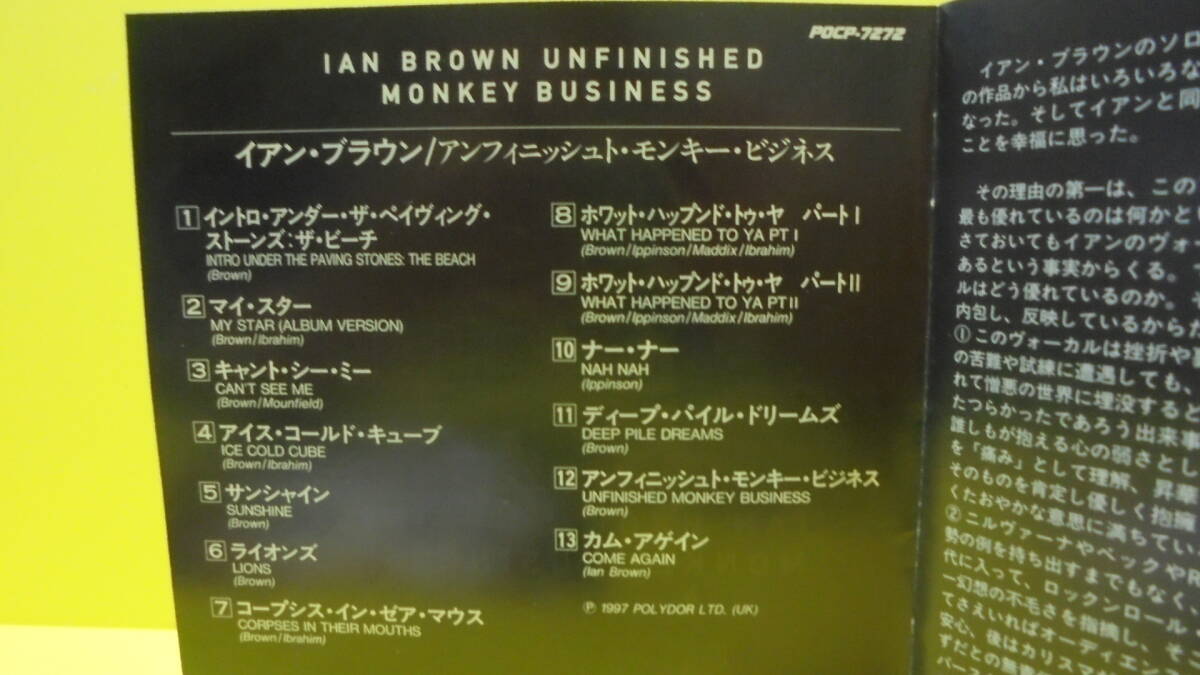 POCP-7272
IAN BROWN UNFINISHED
MONKEY BUSINESS
イアン・ブラウン/アンフィニッシュト・モンキー・ビジネス
1 イントロ・アンダー・ザ・ペイヴィング・
ストーンズ:ザ・ビーチ
INTRO UNDER THE PAVING STONES: THE BEACH
(Brown)
2 マイ・スター
MY STAR (ALBUM VERSION)
(Brown/Ibrahim)
3 キャント・シー・ミー
CAN'T SEE ME
(Brown/Mounfield)
4 アイス・コールド・キューブ
ICE COLD CUBE
(Brown/Ibrahim)
5 サンシャイン
SUNSHINE
(Brown)
6 ライオンズ
LIONS
(Brown)
7 コープシス・イン・ゼア・マウス
CORPSES IN THEIR MOUTHS
(Brown/Ibrahim)
8 ホワット・ハップンド・トゥ・ヤ パートI
WHAT HAPPENED TO YA PT I
(Brown/Ippinson/Maddix/Ibrahim)
9 ホワット・ハップンド・トゥ・ヤ パートII
WHAT HAPPENED TO YA PT II
(Brown/Ippinson/Maddix/Ibrahim)
10 ナー・ナー
NAH NAH
(Ippinson)
11 ディープ・パイル・ドリームズ
DEEP PILE DREAMS
(Brown)
12 アンフィニッシュト・モンキー・ビジネス
UNFINISHED MONKEY BUSINESS
(Brown)
13 カム・アゲイン
COME AGAIN
(Ian Brown)
℗ 1997 POLYDOR LTD. (UK)
イアン・ブラウンのソロ
の作品から私はいろいろな
なった。そしてイアンと同
ことを幸福に思った。
その理由の第一は、この
最も優れているのは何かと
さておいてもイアンのヴォ
あるという事実からくる。
ルはどう優れているのか。
内包し、反映しているからだ
①このヴォーカルは挫折や
の苦難や試練に遭遇しても、
れて憎悪の世界に埋没すると
たつらかったであろう出来事
誰しもが抱える心の弱さとし
を「痛み」として理解、昇華
そのものを肯定し優しく抱擁
くたおやかな意思に満ちてい
②ニルヴァーナやベックや
勢の例を持ち出すまでもなく、
代に入って、ロックンロール
ー幻想の不毛さを指摘し、そ
てさえいればオーディエンス
安心、後はカリスマ
ずだとの